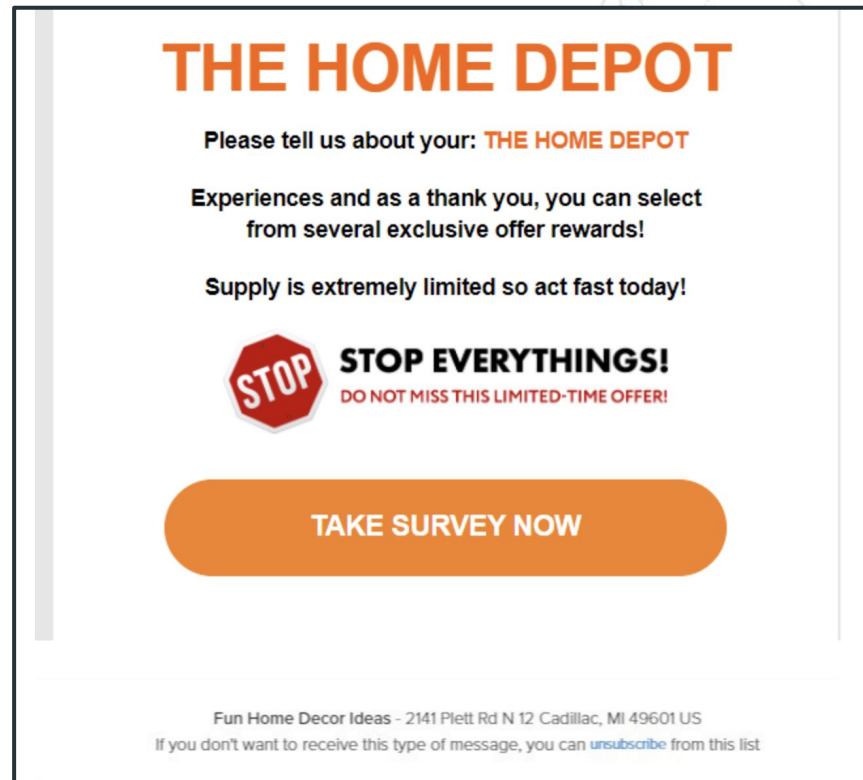 THE HOME DEPOT
Please tell us about your: THE HOME DEPOT
Experiences and as a thank you, you can select
from several exclusive offer rewards!
Supply is extremely limited so act fast today!
STOP
STOP EVERYTHINGS!
DO NOT MISS THIS LIMITED-TIME OFFER!
TAKE SURVEY NOW
Fun Home Decor Ideas - 2141 Plett Rd N 12 Cadillac, MI 49601 US
If you don't want to receive this type of message, you can unsubscribe from this list